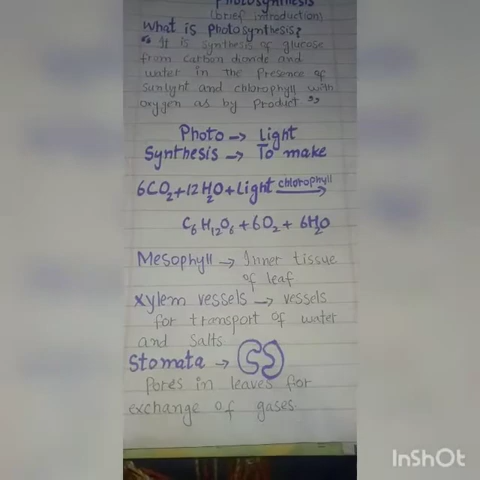 Photosynthesis
(brief introduction)
What is Photosynthesis?
" It is synthesis of glucose
from carbon dioxide and
water in the Presence of
Sunlight and chlorophyll with
oxygen as by Product "
Photo → Light
Synthesis → To make
6CO₂ + 12H₂O + Light chlorophyll →
C₆H₁₂O₆ + 6O₂ + 6H₂O
Mesophyll → Inner tissue
of leaf
Xylem vessels → vessels
for transport of water
and salts
Stomata →
Pores in leaves for
exchange of gases
InShOt